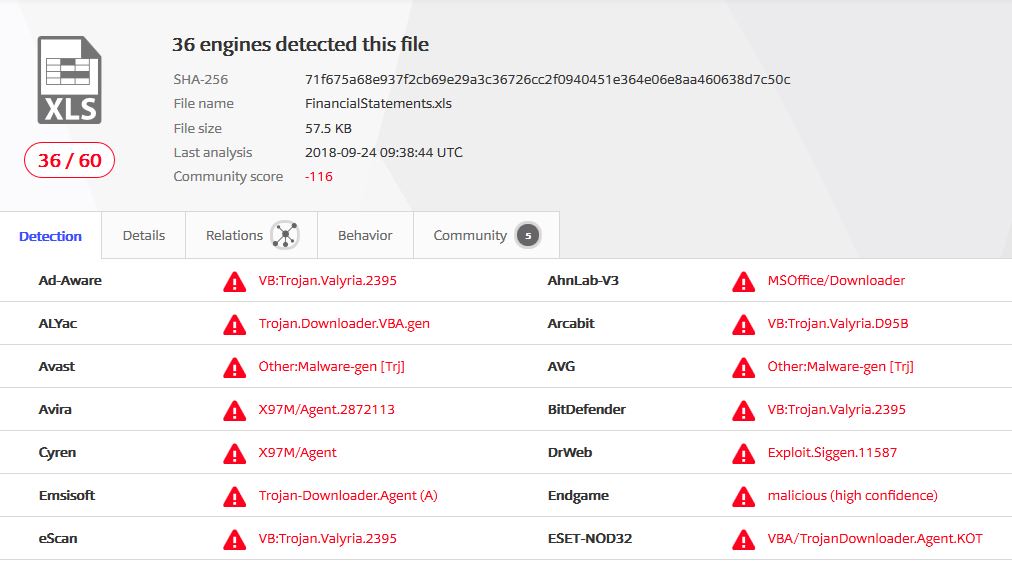 36 engines detected this file
SHA-256 71f675a68e937f2cb69e29a3c36726cc2f0940451e364e06e8aa460638d7c50c
File name FinancialStatements.xls
File size 57.5 KB
Last analysis 2018-09-24 09:38:44 UTC
Community score -116
XLS
36 / 60
Detection Details Relations Behavior Community 5
Ad-Aware VB:Trojan.Valyria.2395 AhnLab-V3 MSOffice/Downloader
ALYac Trojan.Downloader.VBA.gen Arcabit VB:Trojan.Valyria.D95B
Avast Other:Malware-gen [Trj] AVG Other:Malware-gen [Trj]
Avira X97M/Agent.2872113 BitDefender VB:Trojan.Valyria.2395
Cyren X97M/Agent DrWeb Exploit.Siggen.11587
Emsisoft Trojan-Downloader.Agent (A) Endgame malicious (high confidence)
eScan VB:Trojan.Valyria.2395 ESET-NOD32 VBA/TrojanDownloader.Agent.KOT